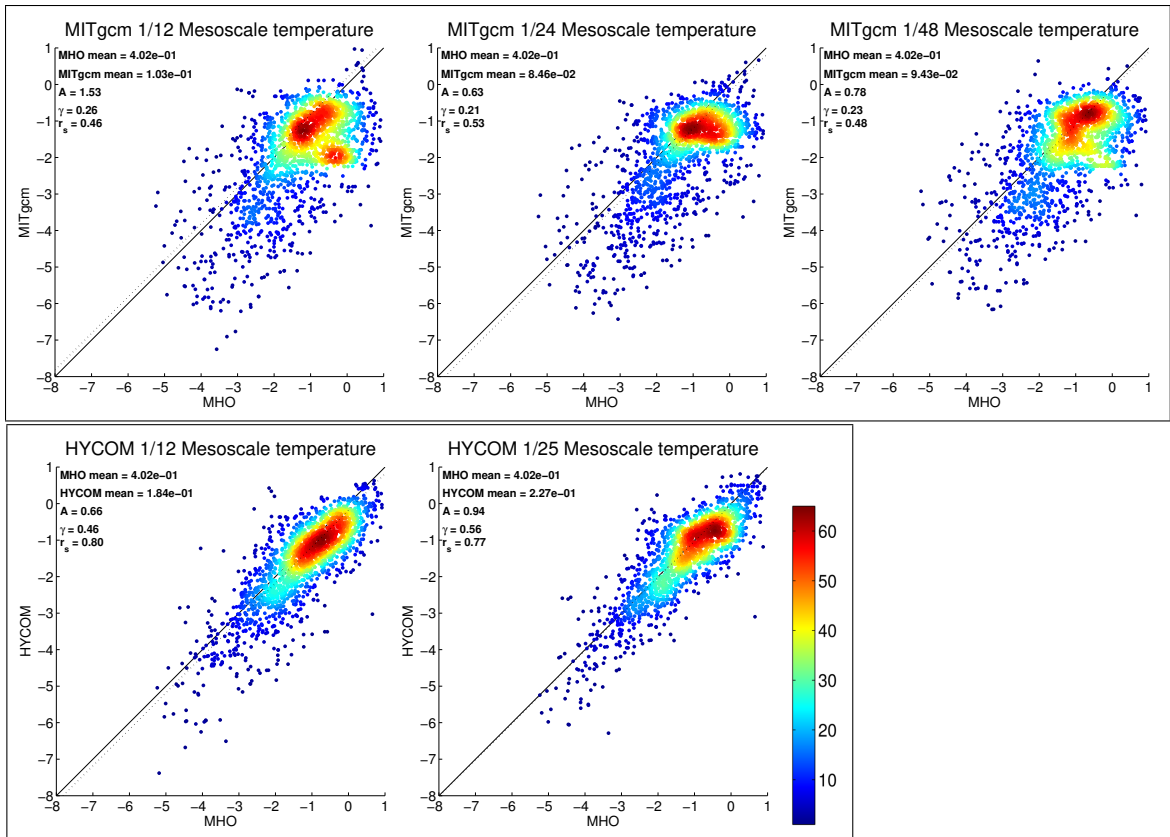 MITgcm 1/12 Mesoscale temperature
MHO mean = 4.02e−01
MITgcm mean = 1.03e−01
A = 1.53
γ = 0.26
r_s = 0.46
1
0
−1
−2
−3
−4
−5
−6
−7
−8
MITgcm
−8 −7 −6 −5 −4 −3 −2 −1 0 1
MHO
MITgcm 1/24 Mesoscale temperature
MHO mean = 4.02e−01
MITgcm mean = 8.46e−02
A = 0.63
γ = 0.21
r_s = 0.53
1
0
−1
−2
−3
−4
−5
−6
−7
−8
MITgcm
−8 −7 −6 −5 −4 −3 −2 −1 0 1
MHO
MITgcm 1/48 Mesoscale temperature
MHO mean = 4.02e−01
MITgcm mean = 9.43e−02
A = 0.78
γ = 0.23
r_s = 0.48
1
0
−1
−2
−3
−4
−5
−6
−7
−8
MITgcm
−8 −7 −6 −5 −4 −3 −2 −1 0 1
MHO
HYCOM 1/12 Mesoscale temperature
MHO mean = 4.02e−01
HYCOM mean = 1.84e−01
A = 0.66
γ = 0.46
r_s = 0.80
1
0
−1
−2
−3
−4
−5
−6
−7
−8
HYCOM
−8 −7 −6 −5 −4 −3 −2 −1 0 1
MHO
HYCOM 1/25 Mesoscale temperature
MHO mean = 4.02e−01
HYCOM mean = 2.27e−01
A = 0.94
γ = 0.56
r_s = 0.77
1
0
−1
−2
−3
−4
−5
−6
−7
−8
HYCOM
−8 −7 −6 −5 −4 −3 −2 −1 0 1
MHO
60
50
40
30
20
10